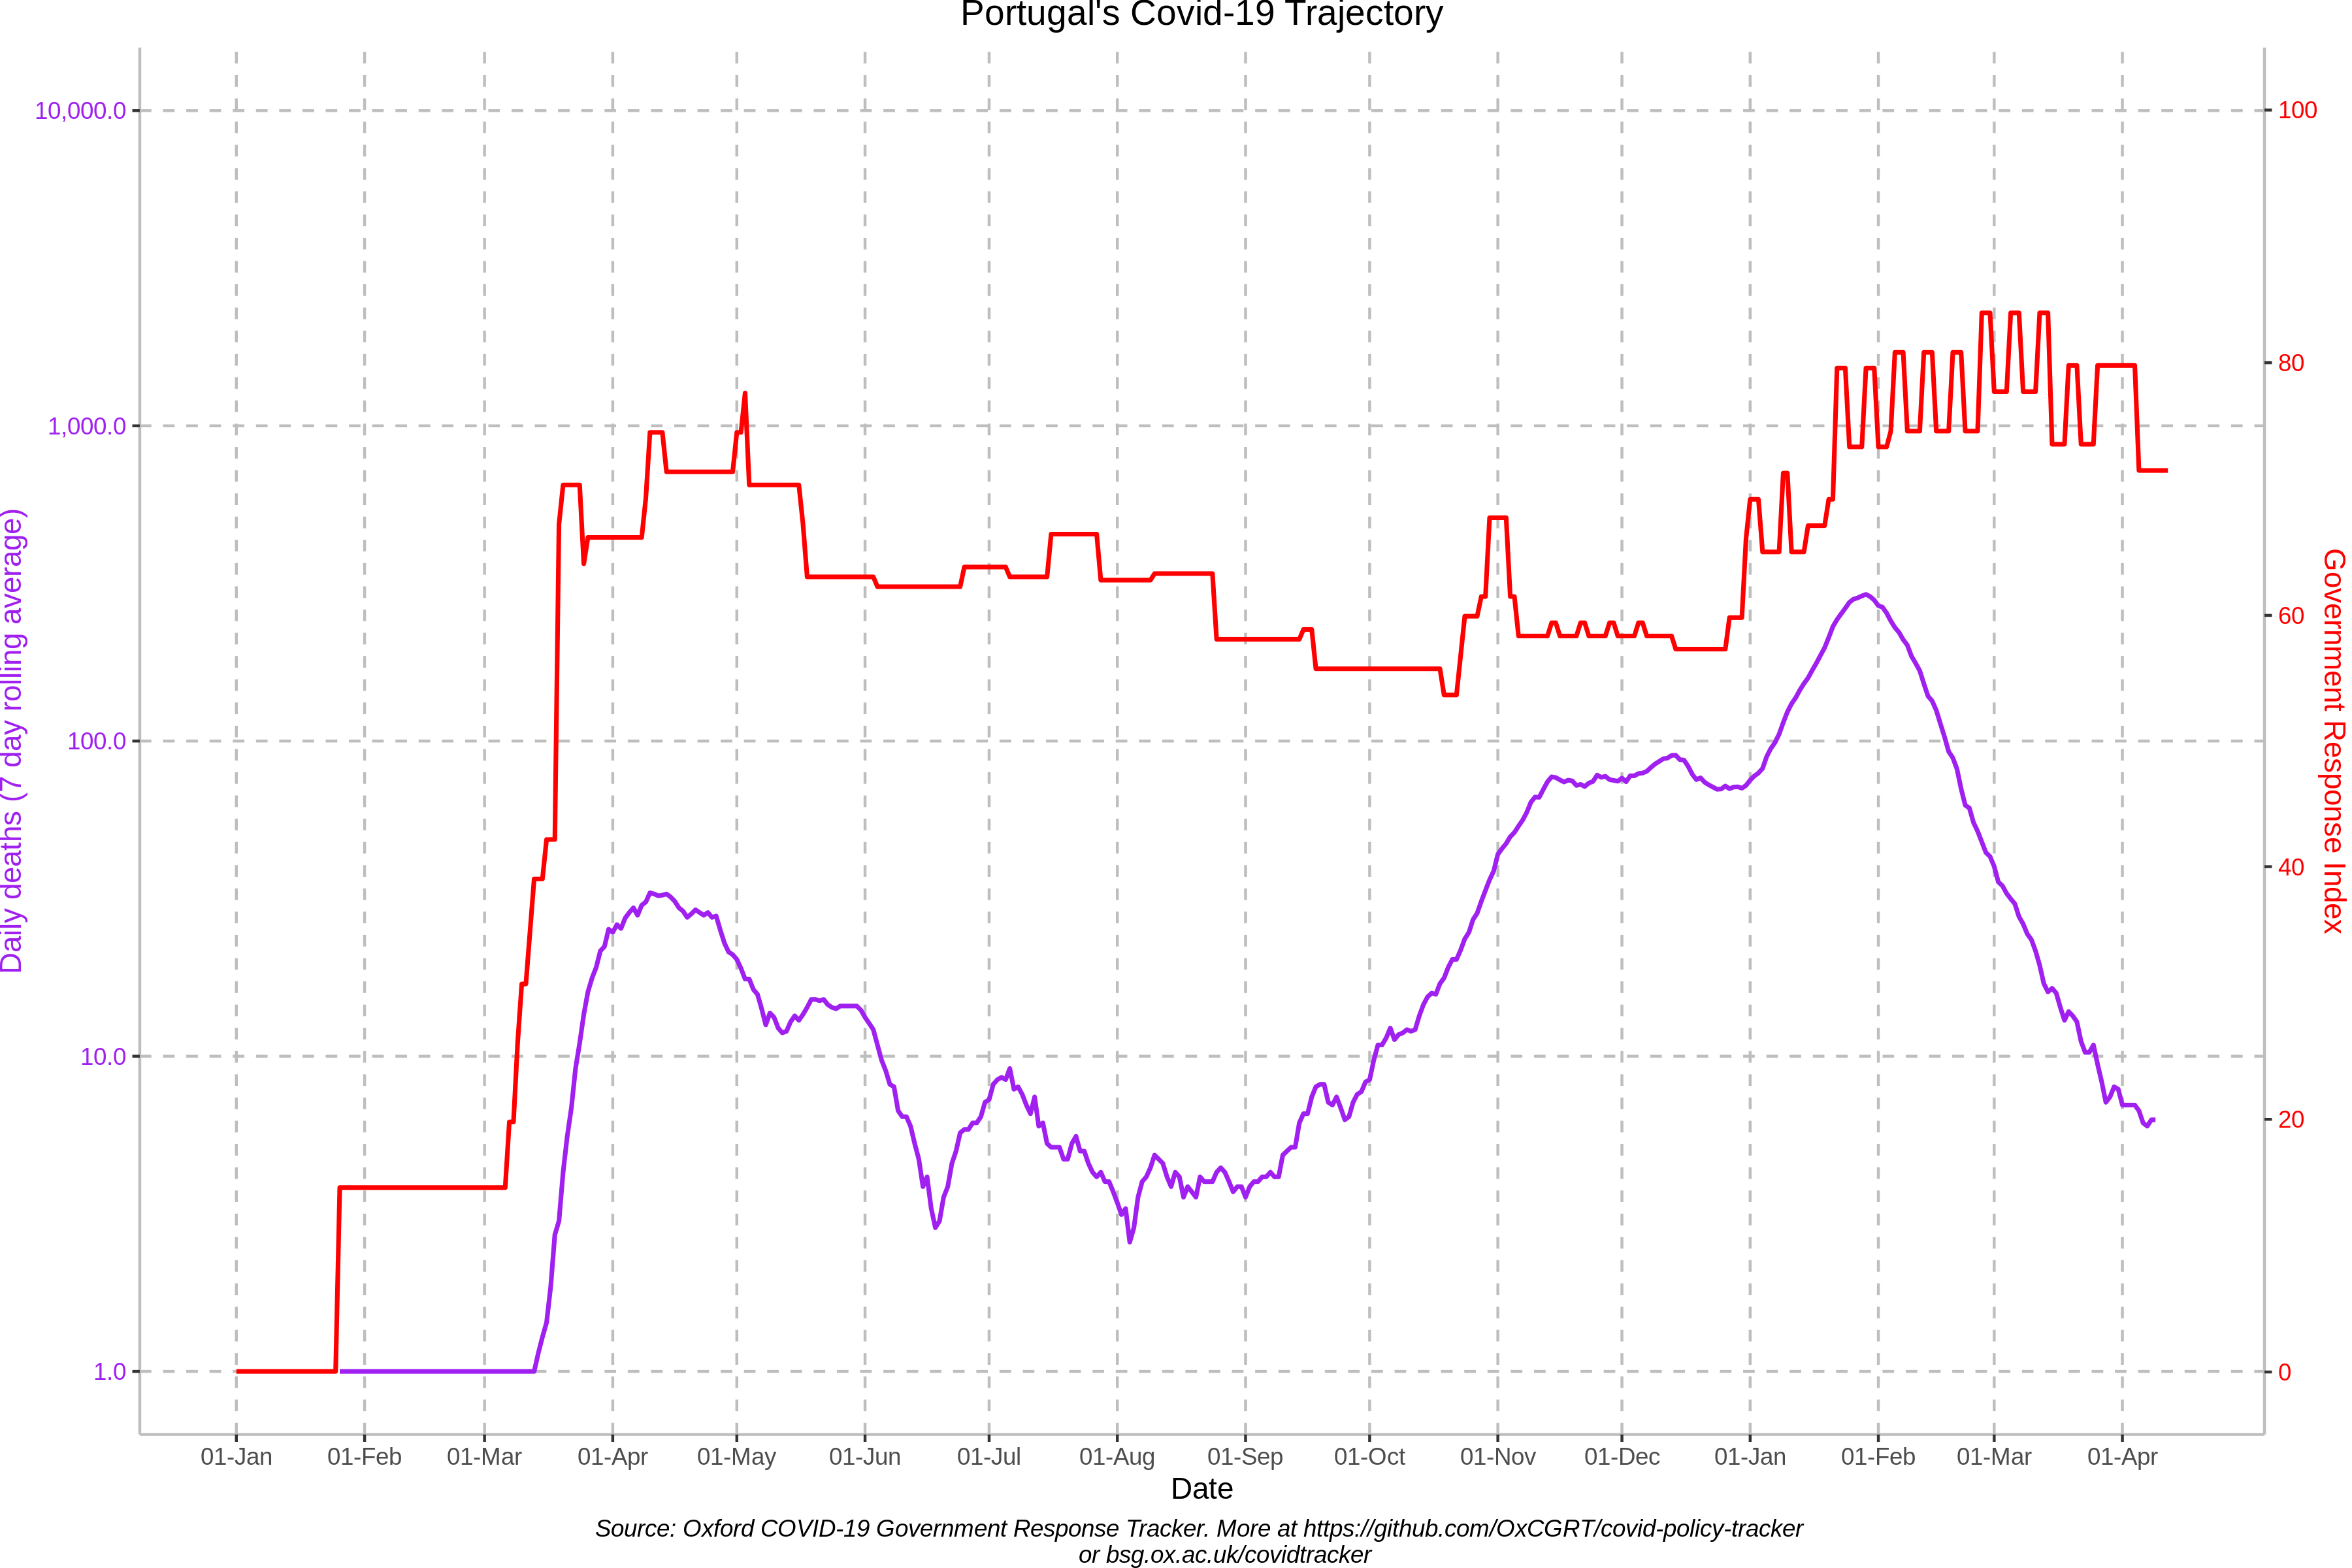 Portugal's Covid-19 Trajectory
10,000.0
1,000.0
100.0
10.0
1.0
Daily deaths (7 day rolling average)
100
80
60
40
20
0
Government Response Index
01-Jan 01-Feb 01-Mar 01-Apr 01-May 01-Jun 01-Jul 01-Aug 01-Sep 01-Oct 01-Nov 01-Dec 01-Jan 01-Feb 01-Mar 01-Apr
Date
Source: Oxford COVID-19 Government Response Tracker. More at https://github.com/OxCGRT/covid-policy-tracker
or bsg.ox.ac.uk/covidtracker